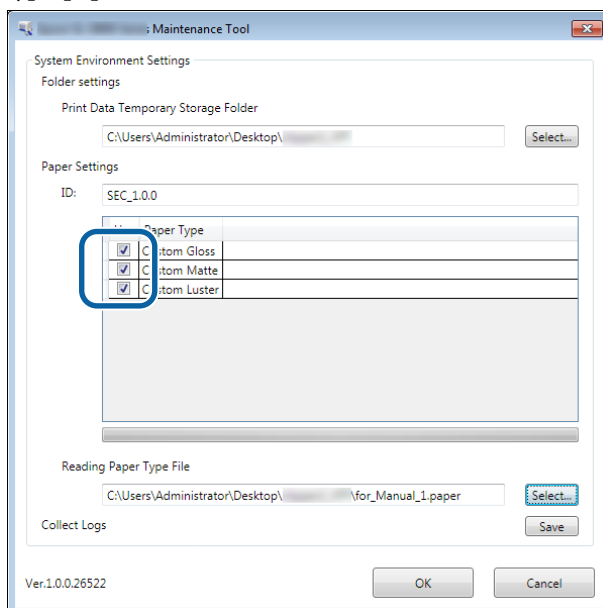 Maintenance Tool
System Environment Settings
Folder settings
Print Data Temporary Storage Folder
C:\Users\Administrator\Desktop\
Select...
Paper Settings
ID:
SEC_1.0.0
Paper Type
Custom Gloss
Custom Matte
Custom Luster
Reading Paper Type File
C:\Users\Administrator\Desktop\ \for_Manual_1.paper
Select...
Collect Logs
Save
Ver.1.0.0.26522
OK
Cancel